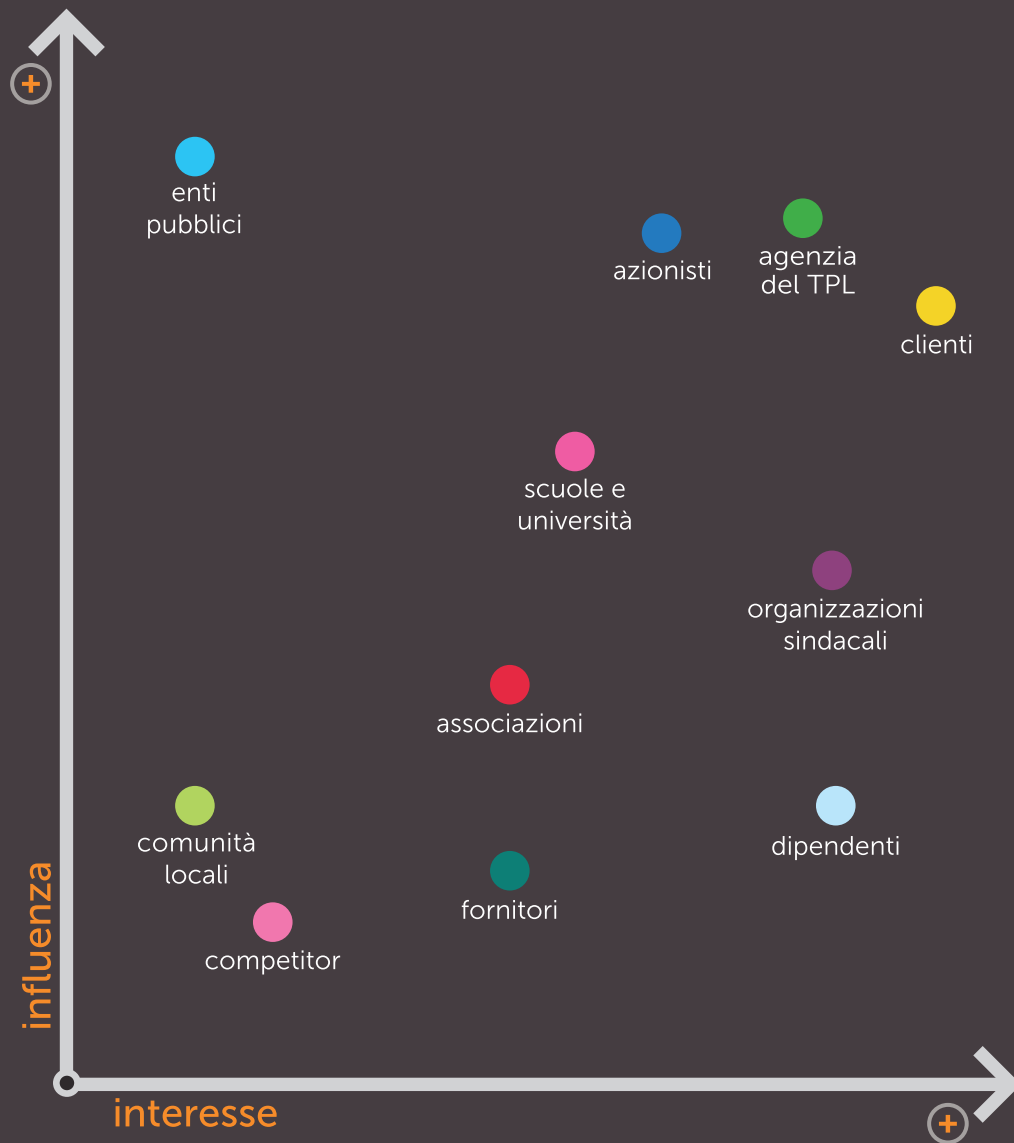 +
enti
pubblici
azionisti
agenzia
del TPL
clienti
scuole e
università
organizzazioni
sindacali
associazioni
comunità
locali
dipendenti
fornitori
competitor
influenza
interesse
+